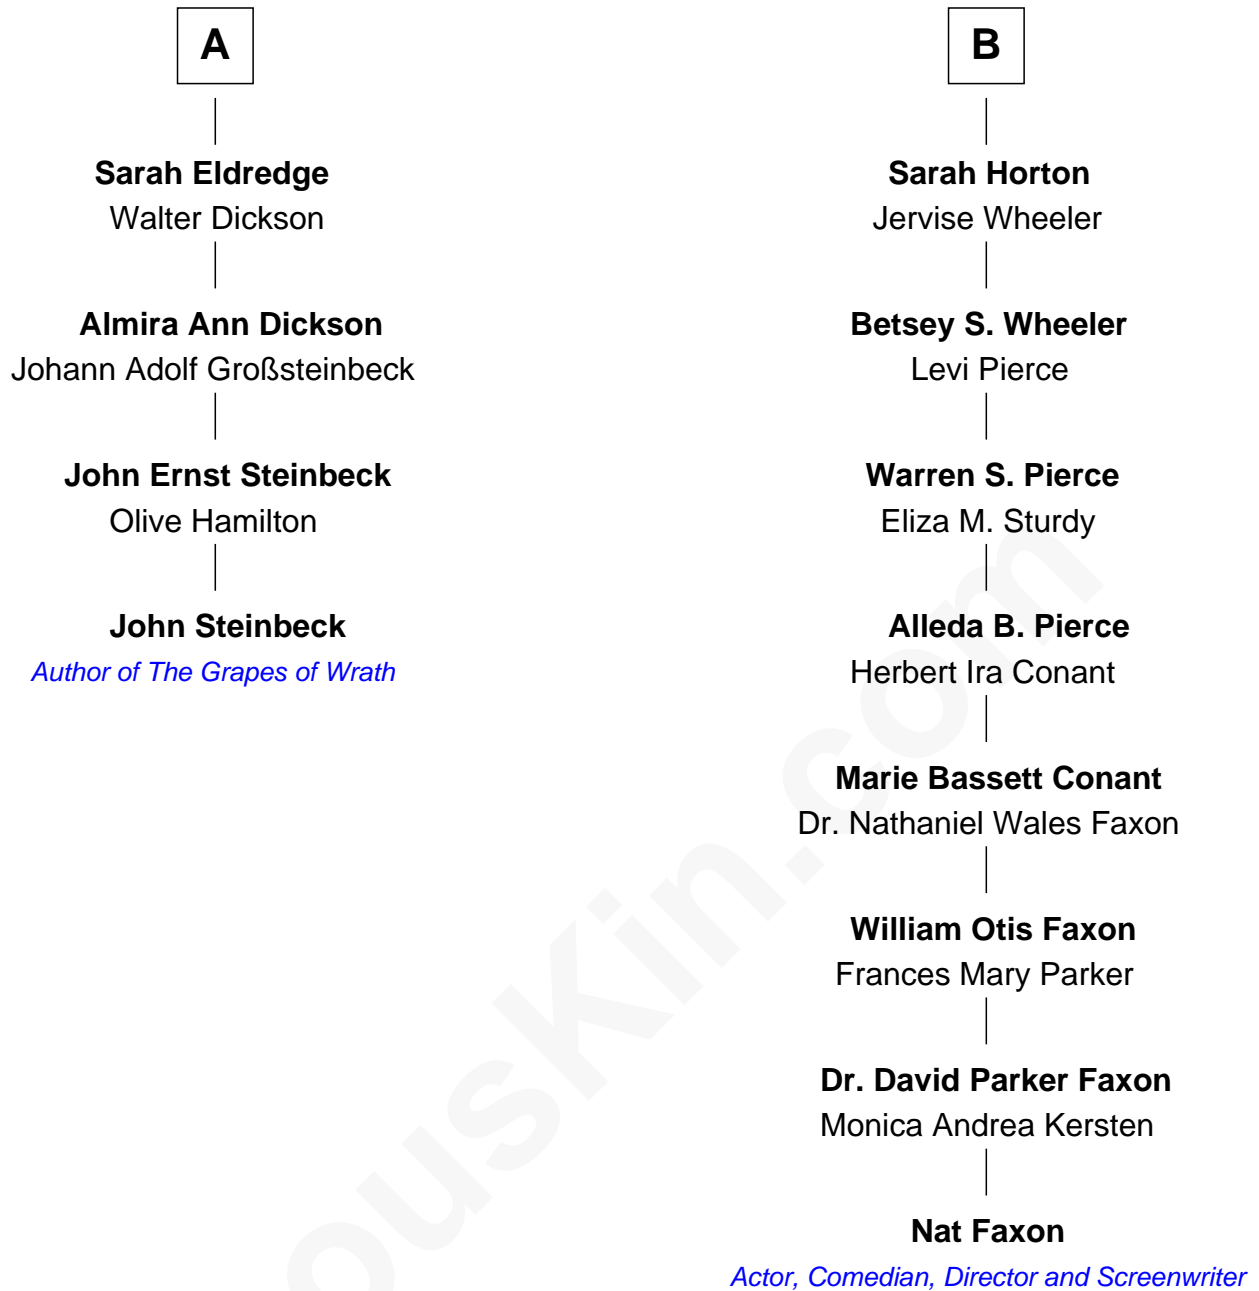 A
Sarah Eldredge
Walter Dickson
Almira Ann Dickson
Johann Adolf Großsteinbeck
John Ernst Steinbeck
Olive Hamilton
John Steinbeck
Author of The Grapes of Wrath
B
Sarah Horton
Jervise Wheeler
Betsey S. Wheeler
Levi Pierce
Warren S. Pierce
Eliza M. Sturdy
Alleda B. Pierce
Herbert Ira Conant
Marie Bassett Conant
Dr. Nathaniel Wales Faxon
William Otis Faxon
Frances Mary Parker
Dr. David Parker Faxon
Monica Andrea Kersten
Nat Faxon
Actor, Comedian, Director and Screenwriter
ousKin.com